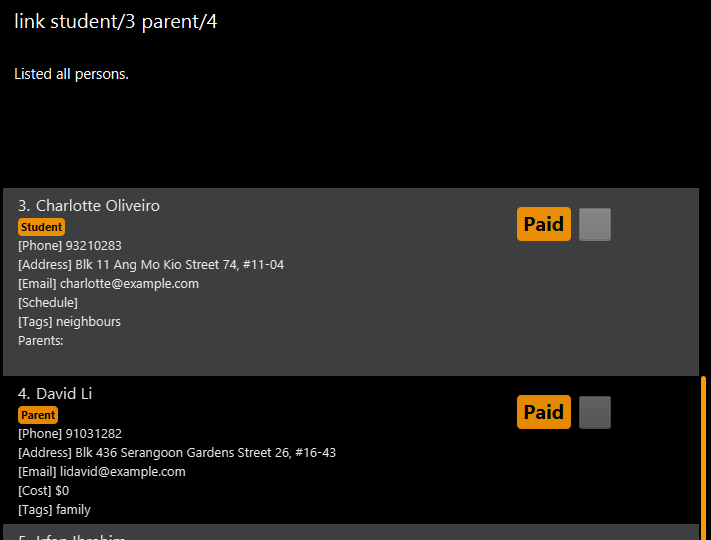 link student/3 parent/4
Listed all persons.
3. Charlotte Oliveiro
Paid
Student
[Phone] 93210283
[Address] Blk 11 Ang Mo Kio Street 74, #11-04
[Email] charlotte@example.com
[Schedule]
[Tags] neighbours
Parents:
4. David Li
Paid
Parent
[Phone] 91031282
[Address] Blk 436 Serangoon Gardens Street 26, #16-43
[Email] lidavid@example.com
[Cost] $0
[Tags] family
5. Irfan Ibrahim